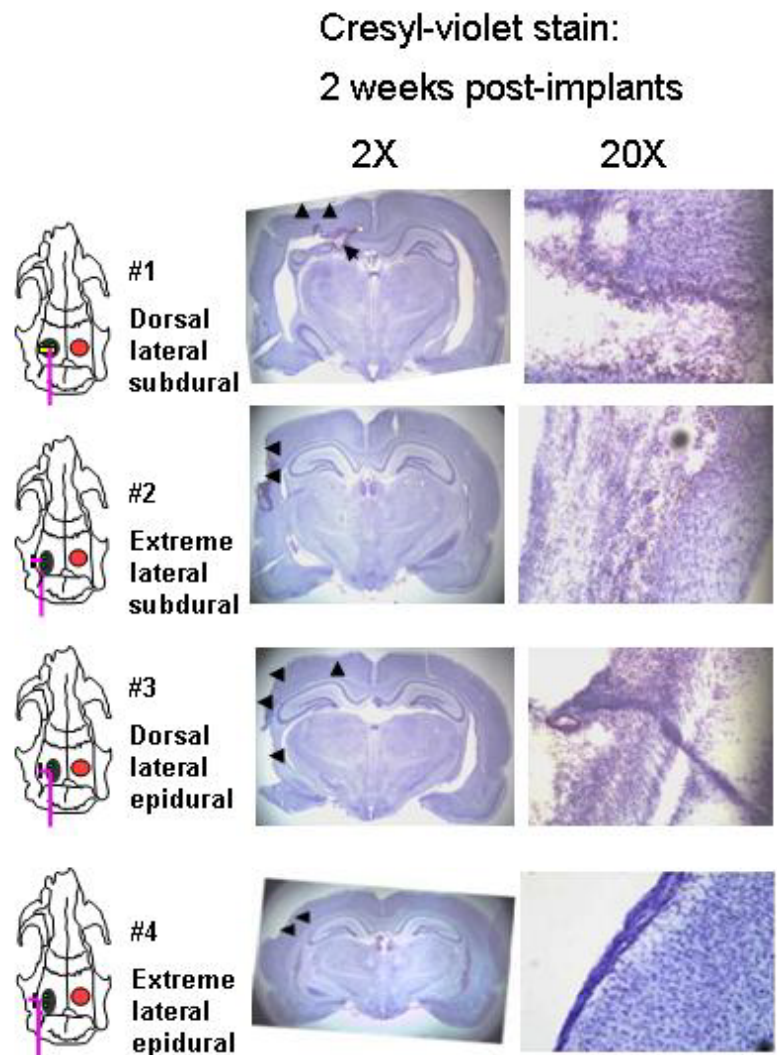 Cresyl-violet stain:
2 weeks post-implants
2X 20X
#1
Dorsal
lateral
subdural
#2
Extreme
lateral
subdural
#3
Dorsal
lateral
epidural
#4
Extreme
lateral
epidural